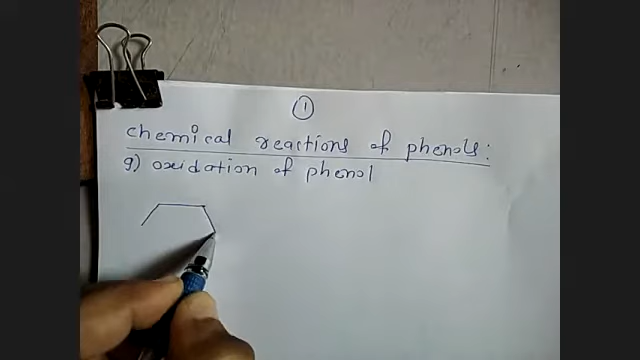 1
chemical reactions of phenols:
g) oxidation of phenol